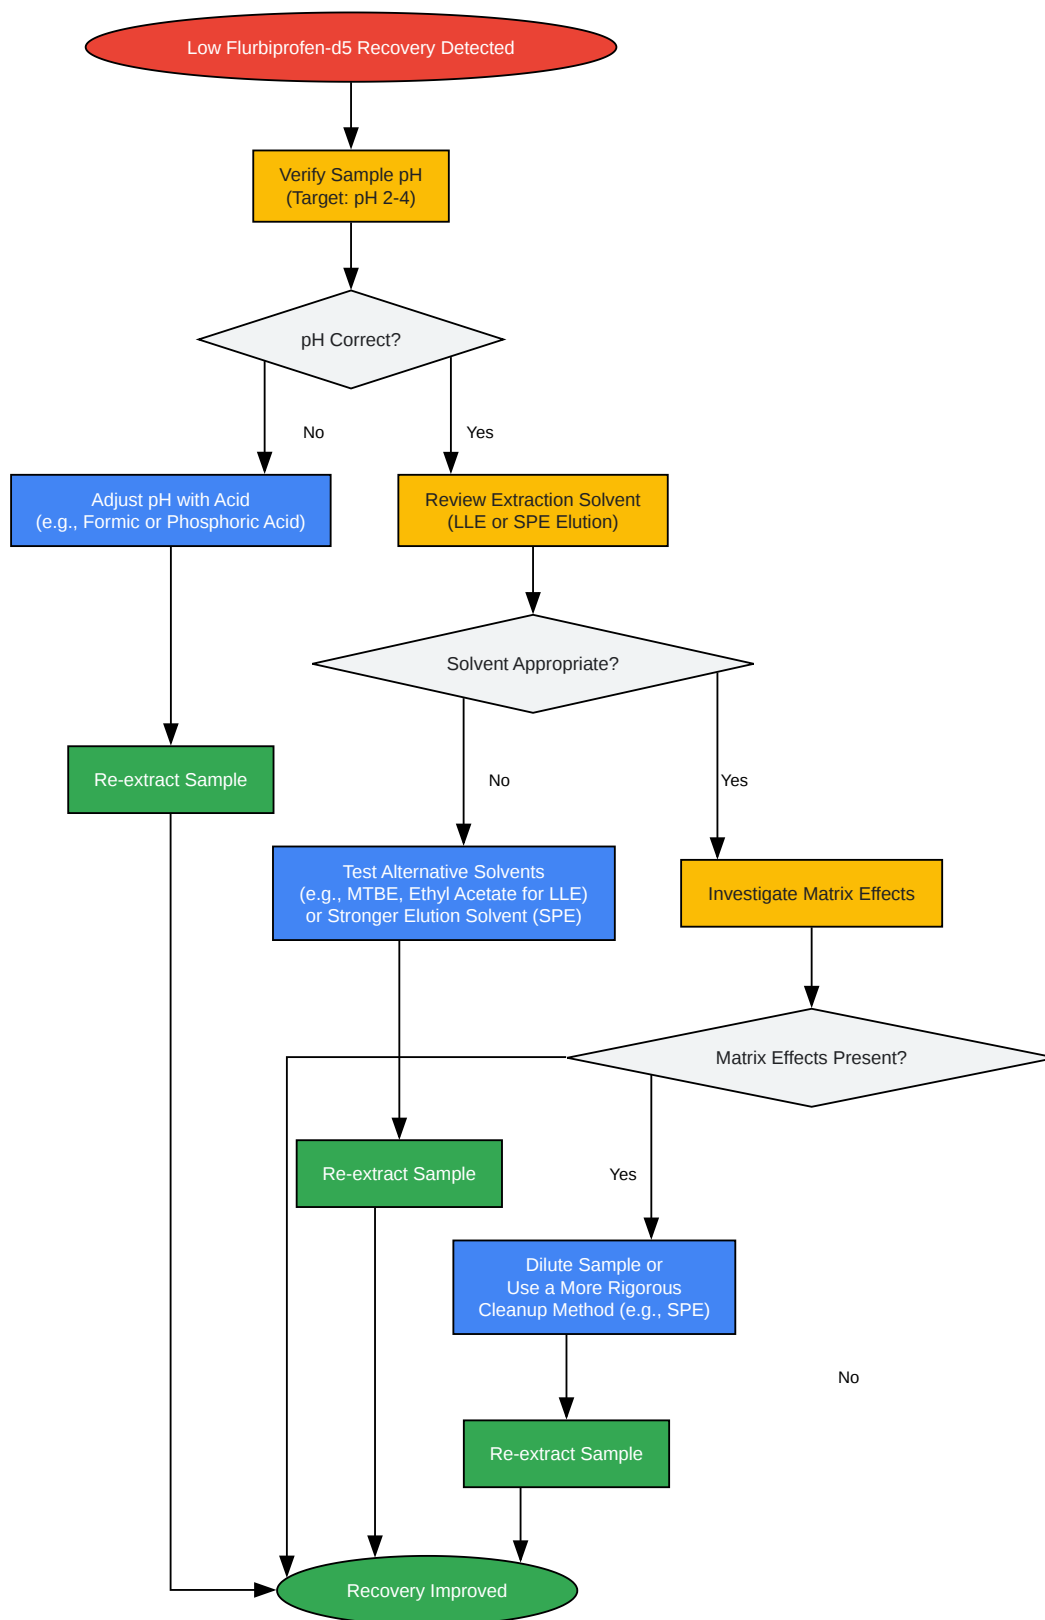 Low Flurbiprofen-d5 Recovery Detected
Verify Sample pH
(Target: pH 2-4)
pH Correct?
No
Yes
Adjust pH with Acid
(e.g., Formic or Phosphoric Acid)
Review Extraction Solvent
(LLE or SPE Elution)
Solvent Appropriate?
Re-extract Sample
No
Yes
Test Alternative Solvents
(e.g., MTBE, Ethyl Acetate for LLE)
or Stronger Elution Solvent (SPE)
Investigate Matrix Effects
Matrix Effects Present?
Re-extract Sample
Yes
Dilute Sample or
Use a More Rigorous
Cleanup Method (e.g., SPE)
No
Re-extract Sample
Recovery Improved